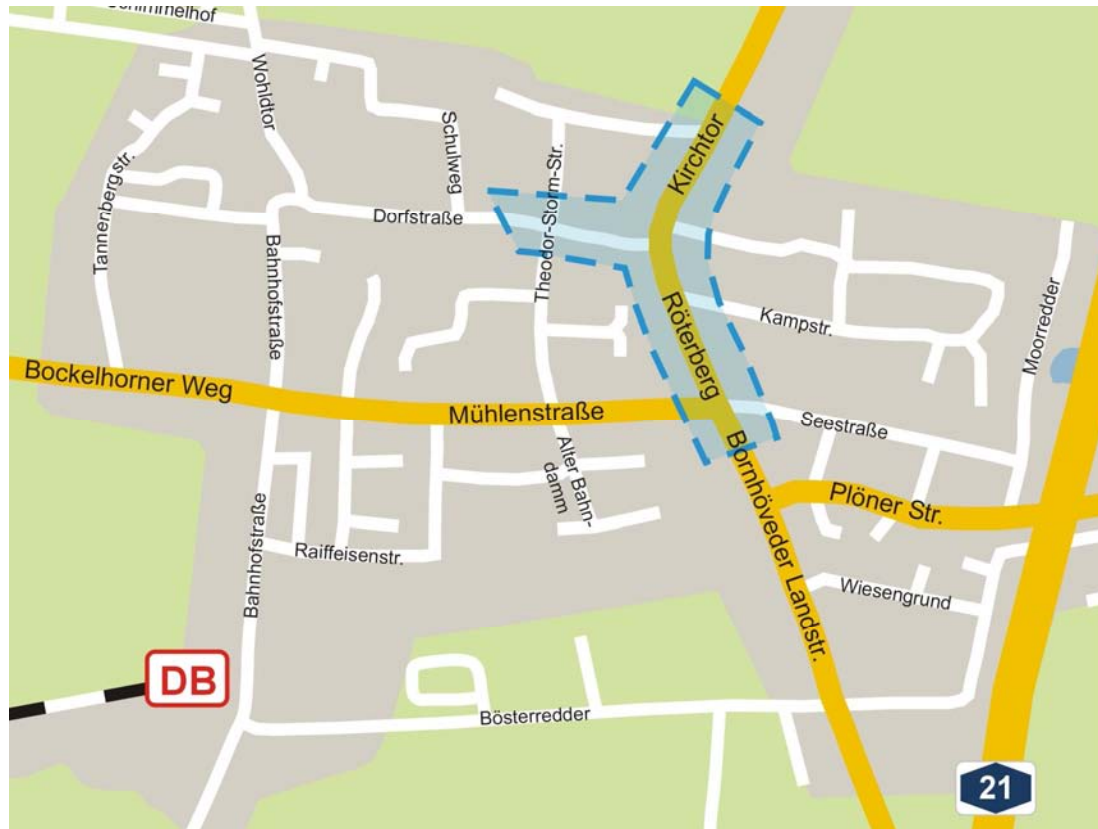 Schimmelhof
Wohldtor
Schulweg
Theodor-Storm-Str.
Kirchtor
Tannenbergstr.
Dorfstraße
Bahnhofstraße
Röterberg
Kampstr.
Moorredder
Bockelhorner Weg
Mühlenstraße
Seestraße
Alter Bahn-
damm
Bornhöveder Landstr.
Plöner Str.
Bahnhofstraße
Raiffeisenstr.
Wiesengrund
DB
Bösterredder
21